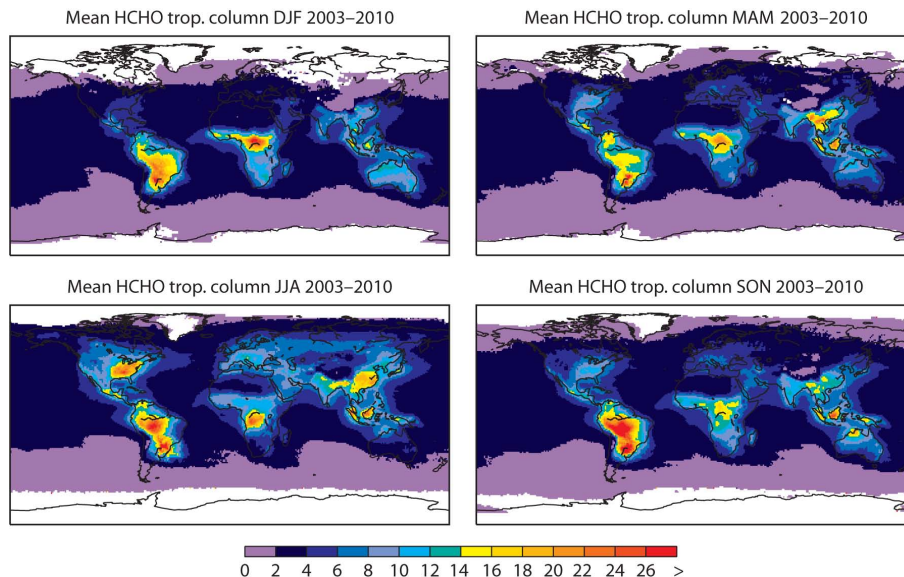 Mean HCHO trop. column DJF 2003–2010
Mean HCHO trop. column MAM 2003–2010
Mean HCHO trop. column JJA 2003–2010
Mean HCHO trop. column SON 2003–2010
0 2 4 6 8 10 12 14 16 18 20 22 24 26 >